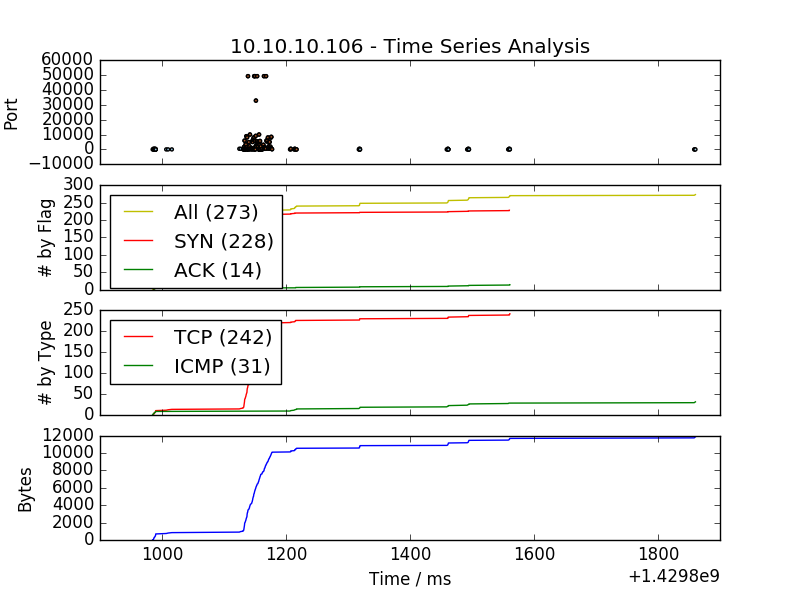 10.10.10.106 - Time Series Analysis
60000
50000
40000
30000
20000
10000
0
−10000
Port
300
250
200
150
100
50
0
# by Flag
All (273)
SYN (228)
ACK (14)
250
200
150
100
50
0
# by Type
TCP (242)
ICMP (31)
12000
10000
8000
6000
4000
2000
0
Bytes
1000 1200 1400 1600 1800
Time / ms
+1.4298e9